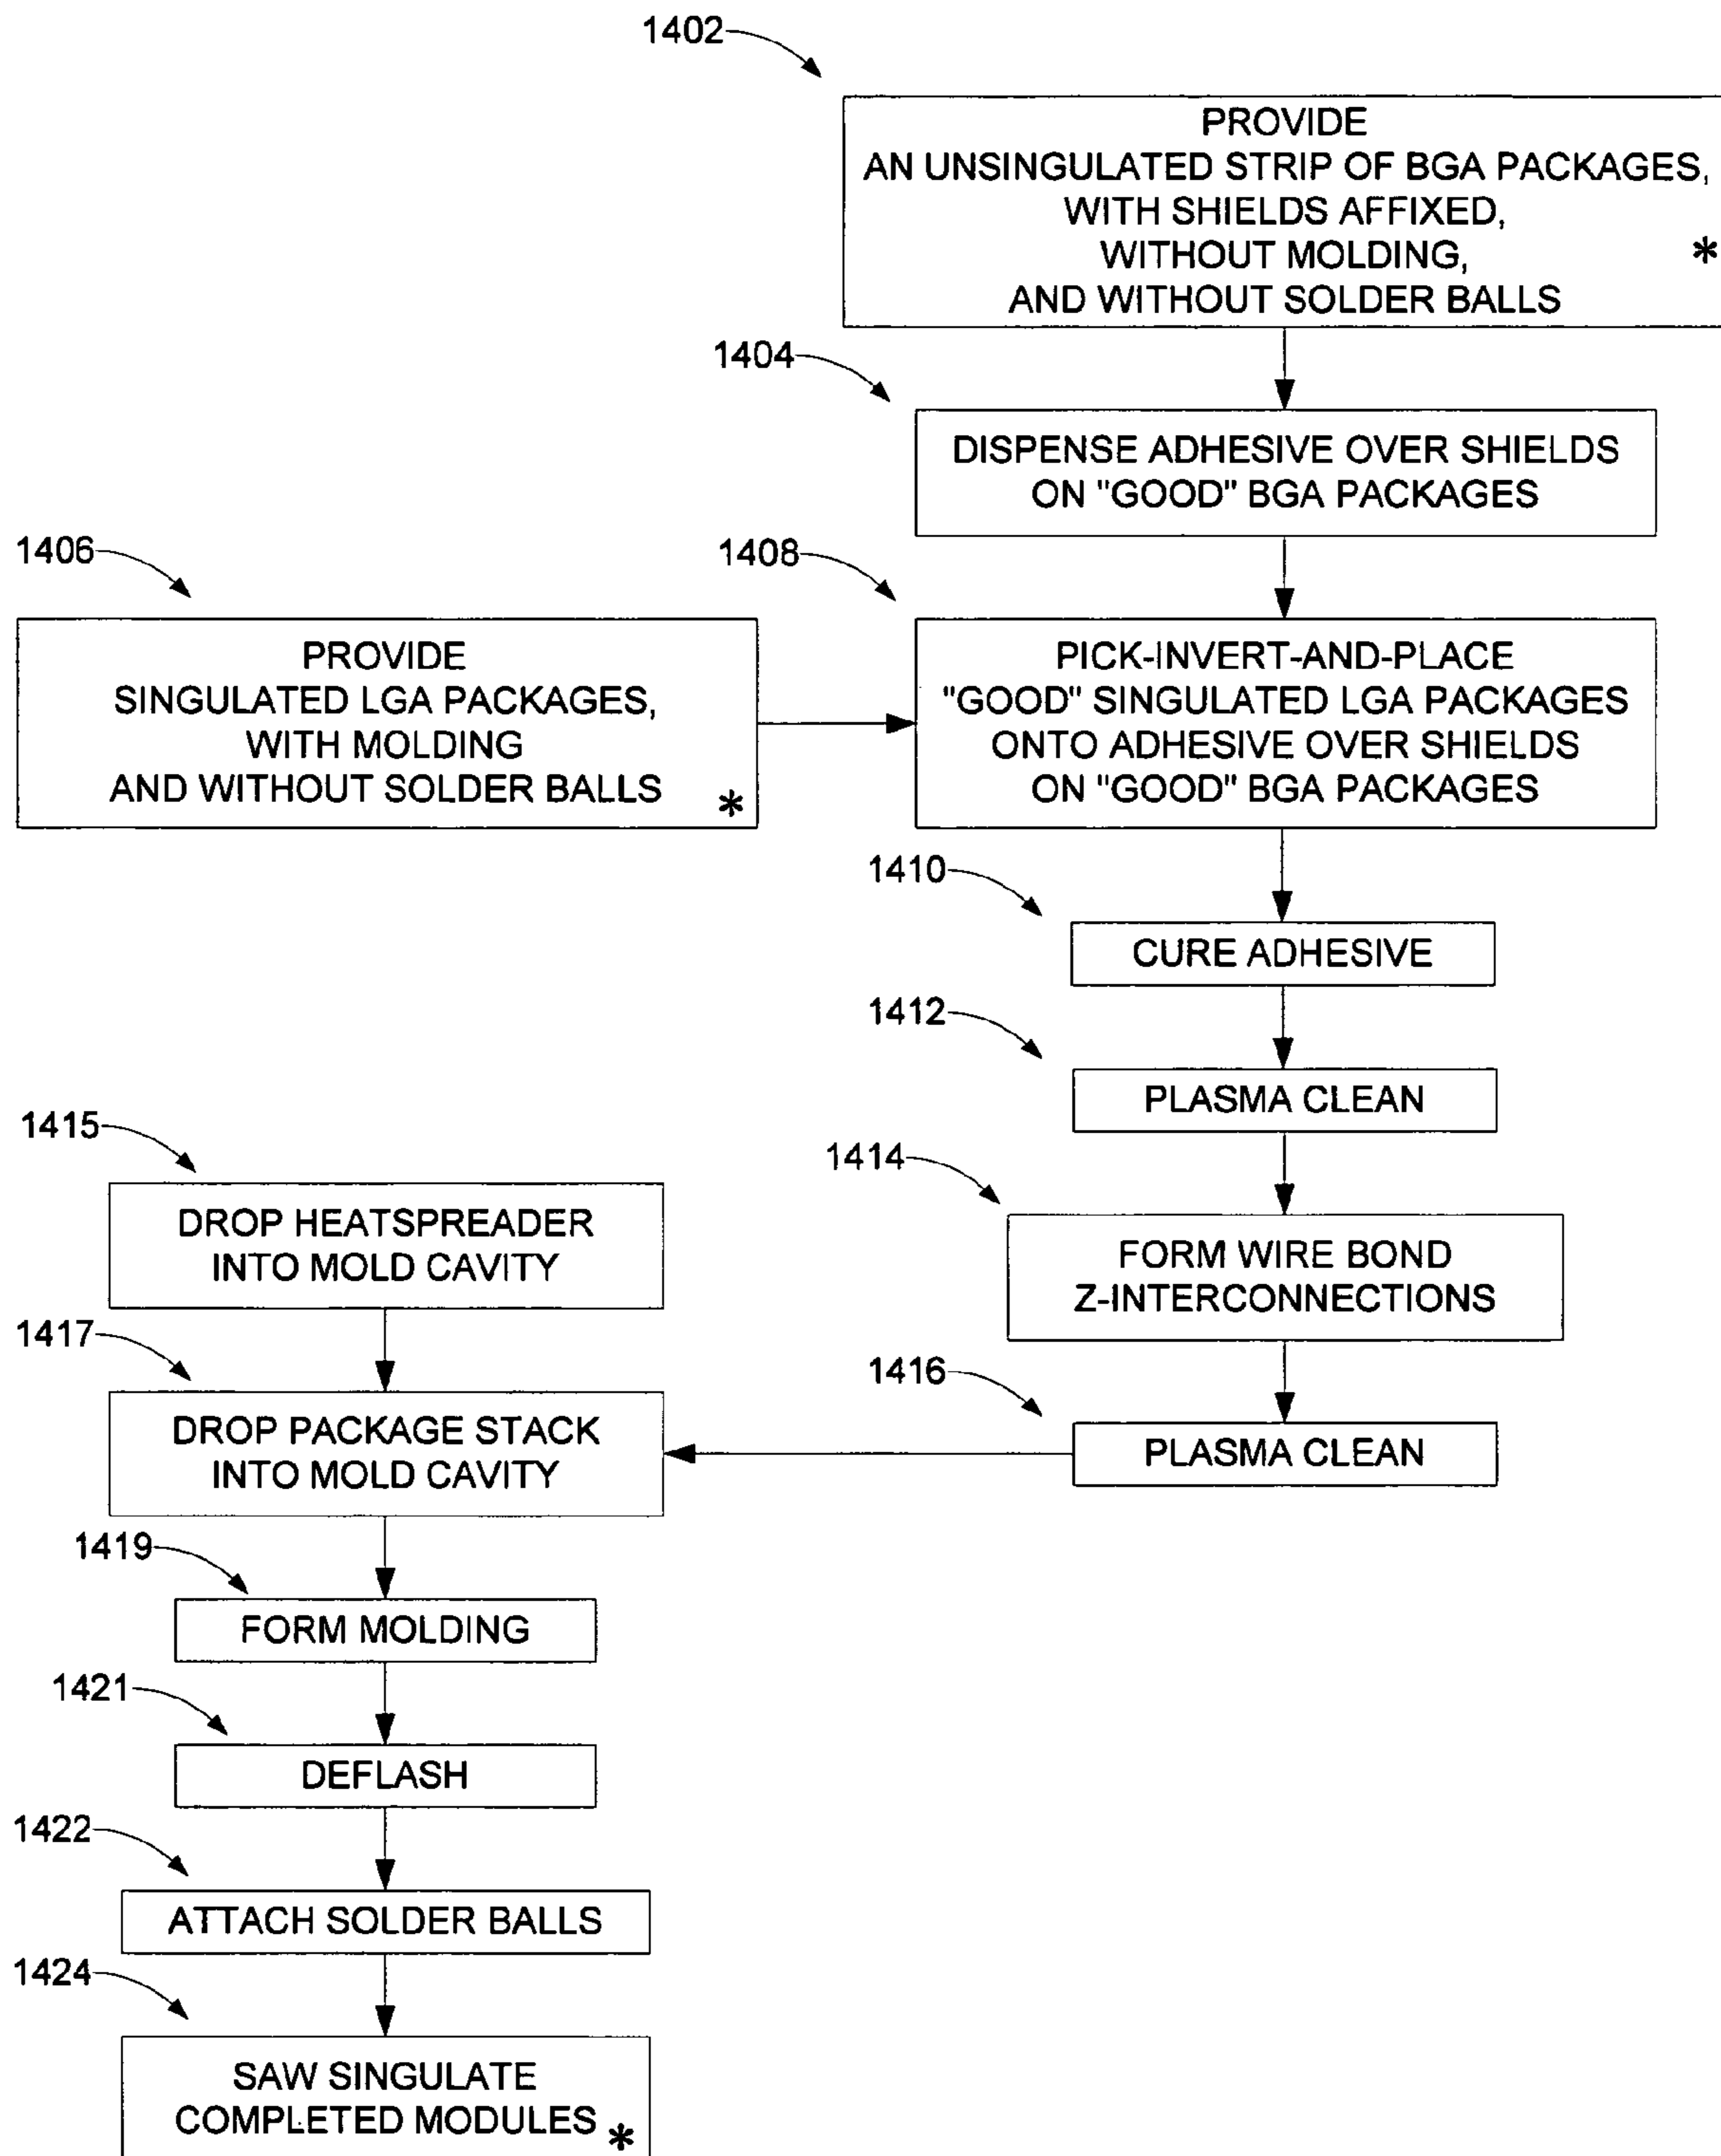 1402
PROVIDE
AN UNSINGULATED STRIP OF BGA PACKAGES,
WITH SHIELDS AFFIXED,
WITHOUT MOLDING,
AND WITHOUT SOLDER BALLS
*
1404
DISPENSE ADHESIVE OVER SHIELDS
ON "GOOD" BGA PACKAGES
1406
PROVIDE
SINGULATED LGA PACKAGES,
WITH MOLDING
AND WITHOUT SOLDER BALLS
*
1408
PICK-INVERT-AND-PLACE
"GOOD" SINGULATED LGA PACKAGES
ONTO ADHESIVE OVER SHIELDS
ON "GOOD" BGA PACKAGES
1410
CURE ADHESIVE
1412
PLASMA CLEAN
1414
FORM WIRE BOND
Z-INTERCONNECTIONS
1415
DROP HEATSPREADER
INTO MOLD CAVITY
1416
PLASMA CLEAN
1417
DROP PACKAGE STACK
INTO MOLD CAVITY
1419
FORM MOLDING
1421
DEFLASH
1422
ATTACH SOLDER BALLS
1424
SAW SINGULATE
COMPLETED MODULES
*